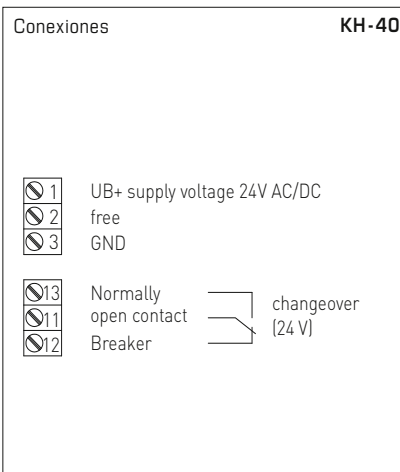 Conexiones KH-40
1 UB+ supply voltage 24V AC/DC
2 free
3 GND
13 Normally
11 open contact
12 Breaker
changeover
(24 V)